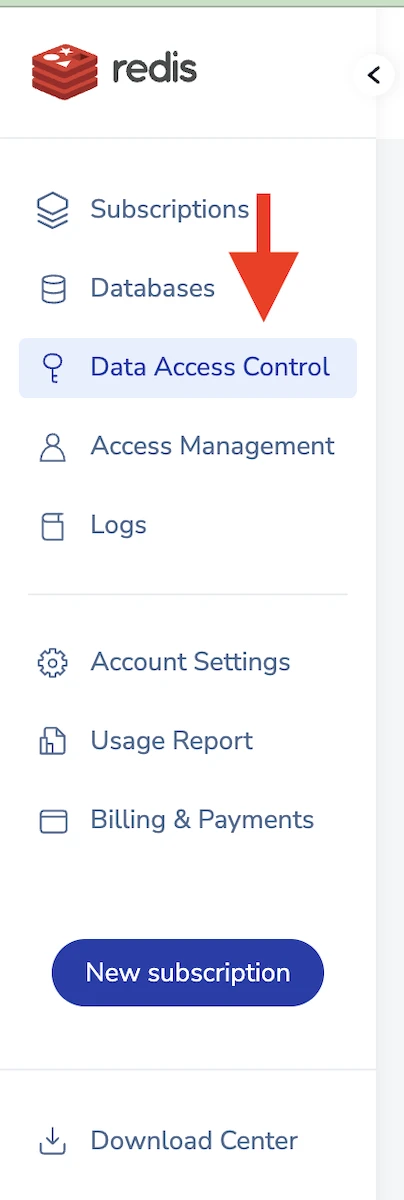 redis
Subscriptions
Databases
Data Access Control
Access Management
Logs
Account Settings
Usage Report
Billing & Payments
New subscription
Download Center